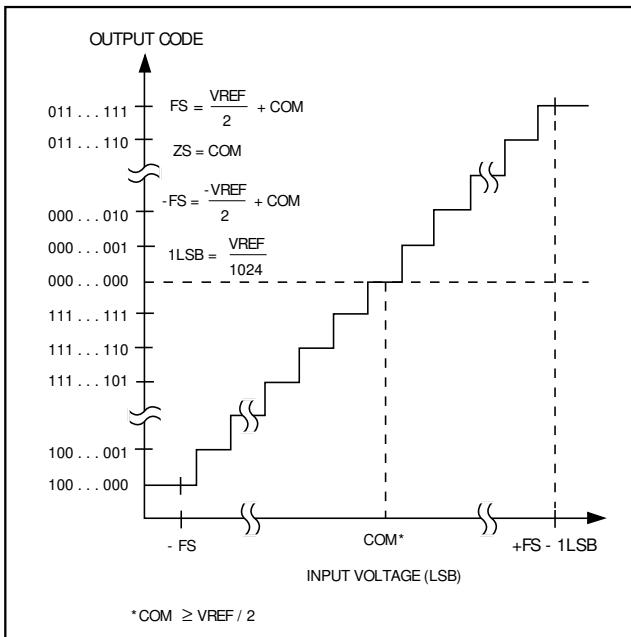 OUTPUT CODE
011 . . . 111
FS = VREF / 2 + COM
011 . . . 110
ZS = COM
-FS = -VREF / 2 + COM
000 . . . 010
000 . . . 001
1LSB = VREF / 1024
000 . . . 000
111 . . . 111
111 . . . 110
111 . . . 101
100 . . . 001
100 . . . 000
- FS
COM*
+FS - 1LSB
INPUT VOLTAGE (LSB)
*COM ≥ VREF / 2